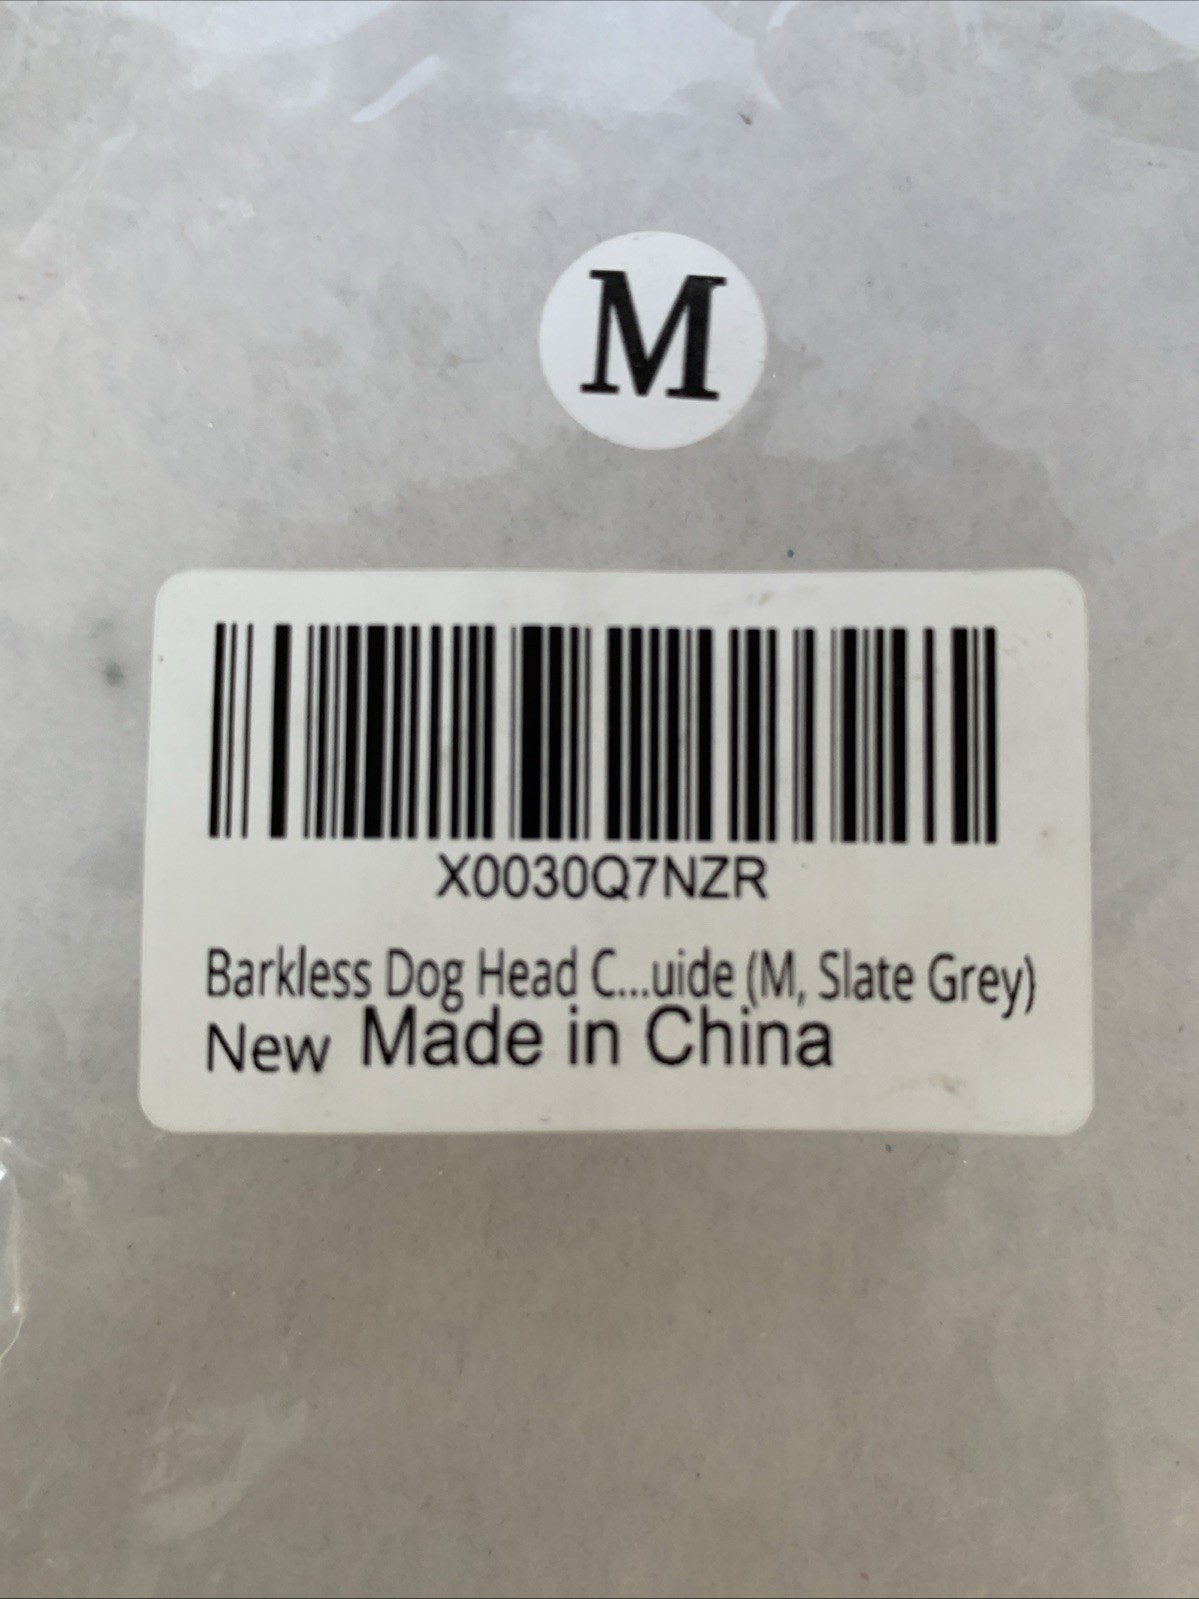 M
X0030Q7NZR
Barkless Dog Head C...uide (M, Slate Grey)
New Made in China